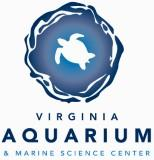 VIRGINIA
AQUARIUM
& MARINE SCIENCE CENTER